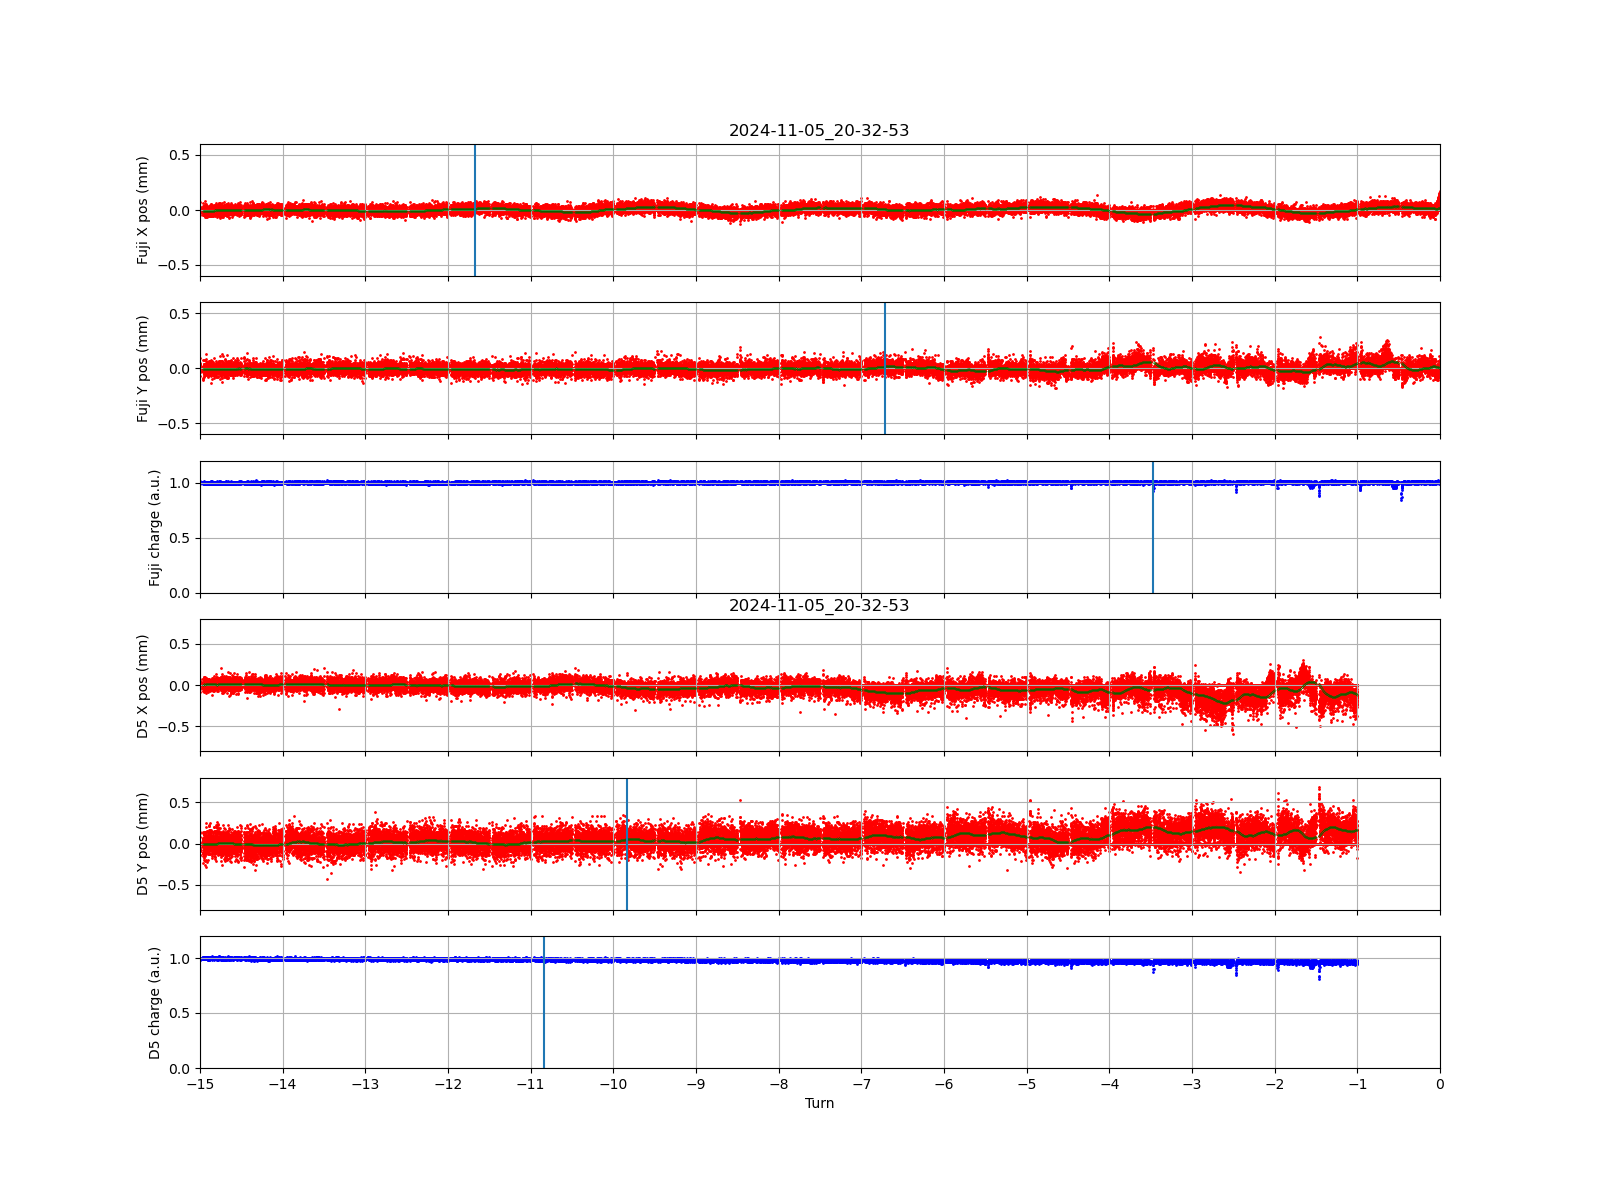 2024-11-05_20-32-53
Fuji X pos (mm)
0.5
0.0
−0.5
Fuji Y pos (mm)
0.5
0.0
−0.5
Fuji charge (a.u.)
1.0
0.5
0.0
2024-11-05_20-32-53
D5 X pos (mm)
0.5
0.0
−0.5
D5 Y pos (mm)
0.5
0.0
−0.5
D5 charge (a.u.)
1.0
0.5
0.0
−15 −14 −13 −12 −11 −10 −9 −8 −7 −6 −5 −4 −3 −2 −1 0
Turn